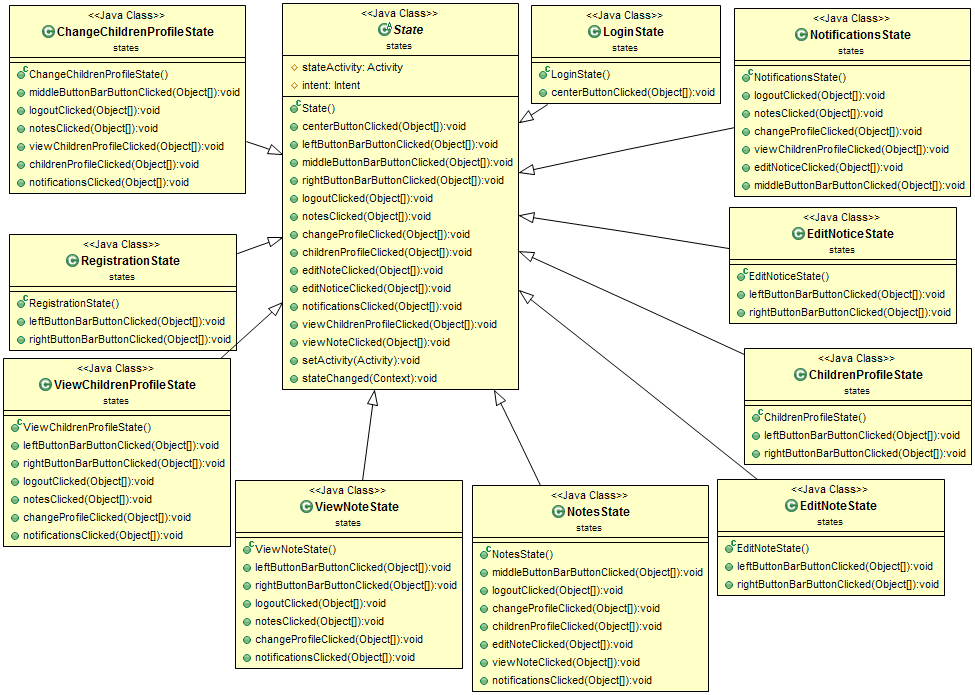 <<Java Class>>
ChangeChildrenProfileState
states
ChangeChildrenProfileState()
middleButtonBarButtonClicked(Object[]):void
logoutClicked(Object[]):void
notesClicked(Object[]):void
viewChildrenProfileClicked(Object[]):void
childrenProfileClicked(Object[]):void
notificationsClicked(Object[]):void
<<Java Class>>
State
states
stateActivity: Activity
intent: Intent
State()
centerButtonClicked(Object[]):void
leftButtonBarButtonClicked(Object[]):void
middleButtonBarButtonClicked(Object[]):void
rightButtonBarButtonClicked(Object[]):void
logoutClicked(Object[]):void
notesClicked(Object[]):void
changeProfileClicked(Object[]):void
childrenProfileClicked(Object[]):void
editNoteClicked(Object[]):void
editNoticeClicked(Object[]):void
notificationsClicked(Object[]):void
viewChildrenProfileClicked(Object[]):void
viewNoteClicked(Object[]):void
setActivity(Activity):void
stateChanged(Context):void
<<Java Class>>
LoginState
states
LoginState()
centerButtonClicked(Object[]):void
<<Java Class>>
NotificationsState
states
NotificationsState()
logoutClicked(Object[]):void
notesClicked(Object[]):void
changeProfileClicked(Object[]):void
viewChildrenProfileClicked(Object[]):void
editNoticeClicked(Object[]):void
middleButtonBarButtonClicked(Object[]):void
<<Java Class>>
RegistrationState
states
RegistrationState()
leftButtonBarButtonClicked(Object[]):void
rightButtonBarButtonClicked(Object[]):void
<<Java Class>>
EditNoticeState
states
EditNoticeState()
leftButtonBarButtonClicked(Object[]):void
rightButtonBarButtonClicked(Object[]):void
<<Java Class>>
ViewChildrenProfileState
states
ViewChildrenProfileState()
leftButtonBarButtonClicked(Object[]):void
rightButtonBarButtonClicked(Object[]):void
logoutClicked(Object[]):void
notesClicked(Object[]):void
changeProfileClicked(Object[]):void
notificationsClicked(Object[]):void
<<Java Class>>
ChildrenProfileState
states
ChildrenProfileState()
leftButtonBarButtonClicked(Object[]):void
rightButtonBarButtonClicked(Object[]):void
<<Java Class>>
ViewNoteState
states
ViewNoteState()
leftButtonBarButtonClicked(Object[]):void
rightButtonBarButtonClicked(Object[]):void
logoutClicked(Object[]):void
notesClicked(Object[]):void
changeProfileClicked(Object[]):void
notificationsClicked(Object[]):void
<<Java Class>>
NotesState
states
NotesState()
middleButtonBarButtonClicked(Object[]):void
logoutClicked(Object[]):void
changeProfileClicked(Object[]):void
childrenProfileClicked(Object[]):void
editNoteClicked(Object[]):void
viewNoteClicked(Object[]):void
notificationsClicked(Object[]):void
<<Java Class>>
EditNoteState
states
EditNoteState()
leftButtonBarButtonClicked(Object[]):void
rightButtonBarButtonClicked(Object[]):void